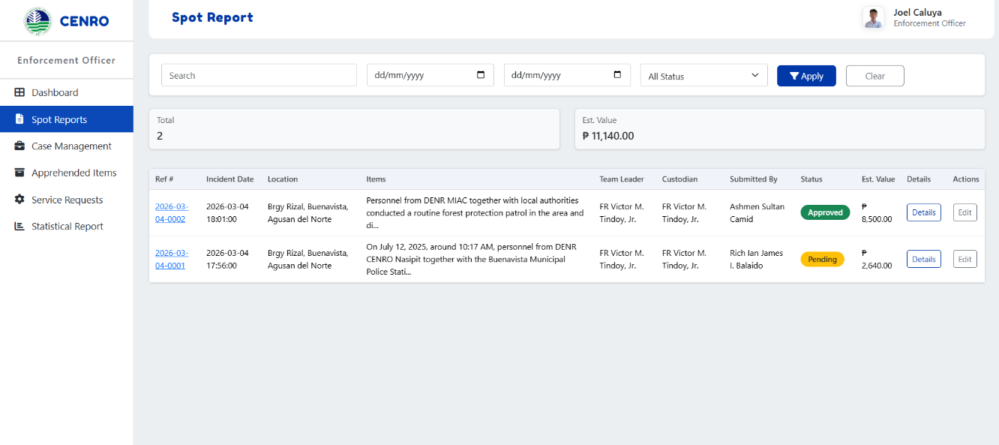 CENRO
Spot Report
Joel Caluya
Enforcement Officer
Enforcement Officer
Dashboard
Spot Reports
Case Management
Apprehended Items
Service Requests
Statistical Report
Search
dd/mm/yyyy
dd/mm/yyyy
All Status
Apply
Clear
Total
2
Est. Value
₱ 11,140.00
Ref # Incident Date Location Items Team Leader Custodian Submitted By Status Est. Value Details Actions
2026-03-
04-0002
2026-03-04
18:01:00
Brgy Rizal, Buenavista,
Agusan del Norte
Personnel from DENR MIAC together with local authorities
conducted a routine forest protection patrol in the area and
di...
FR Victor M.
Tindoy, Jr.
FR Victor M.
Tindoy, Jr.
Ashmen Sultan
Camid
Approved
₱
8,500.00
Details
Edit
2026-03-
04-0001
2026-03-04
17:56:00
Brgy Rizal, Buenavista,
Agusan del Norte
On July 12, 2025, around 10:17 AM, personnel from DENR
CENRO Nasipit together with the Buenavista Municipal
Police Stati...
FR Victor M.
Tindoy, Jr.
FR Victor M.
Tindoy, Jr.
Rich Ian James
I. Balaido
Pending
₱
2,640.00
Details
Edit